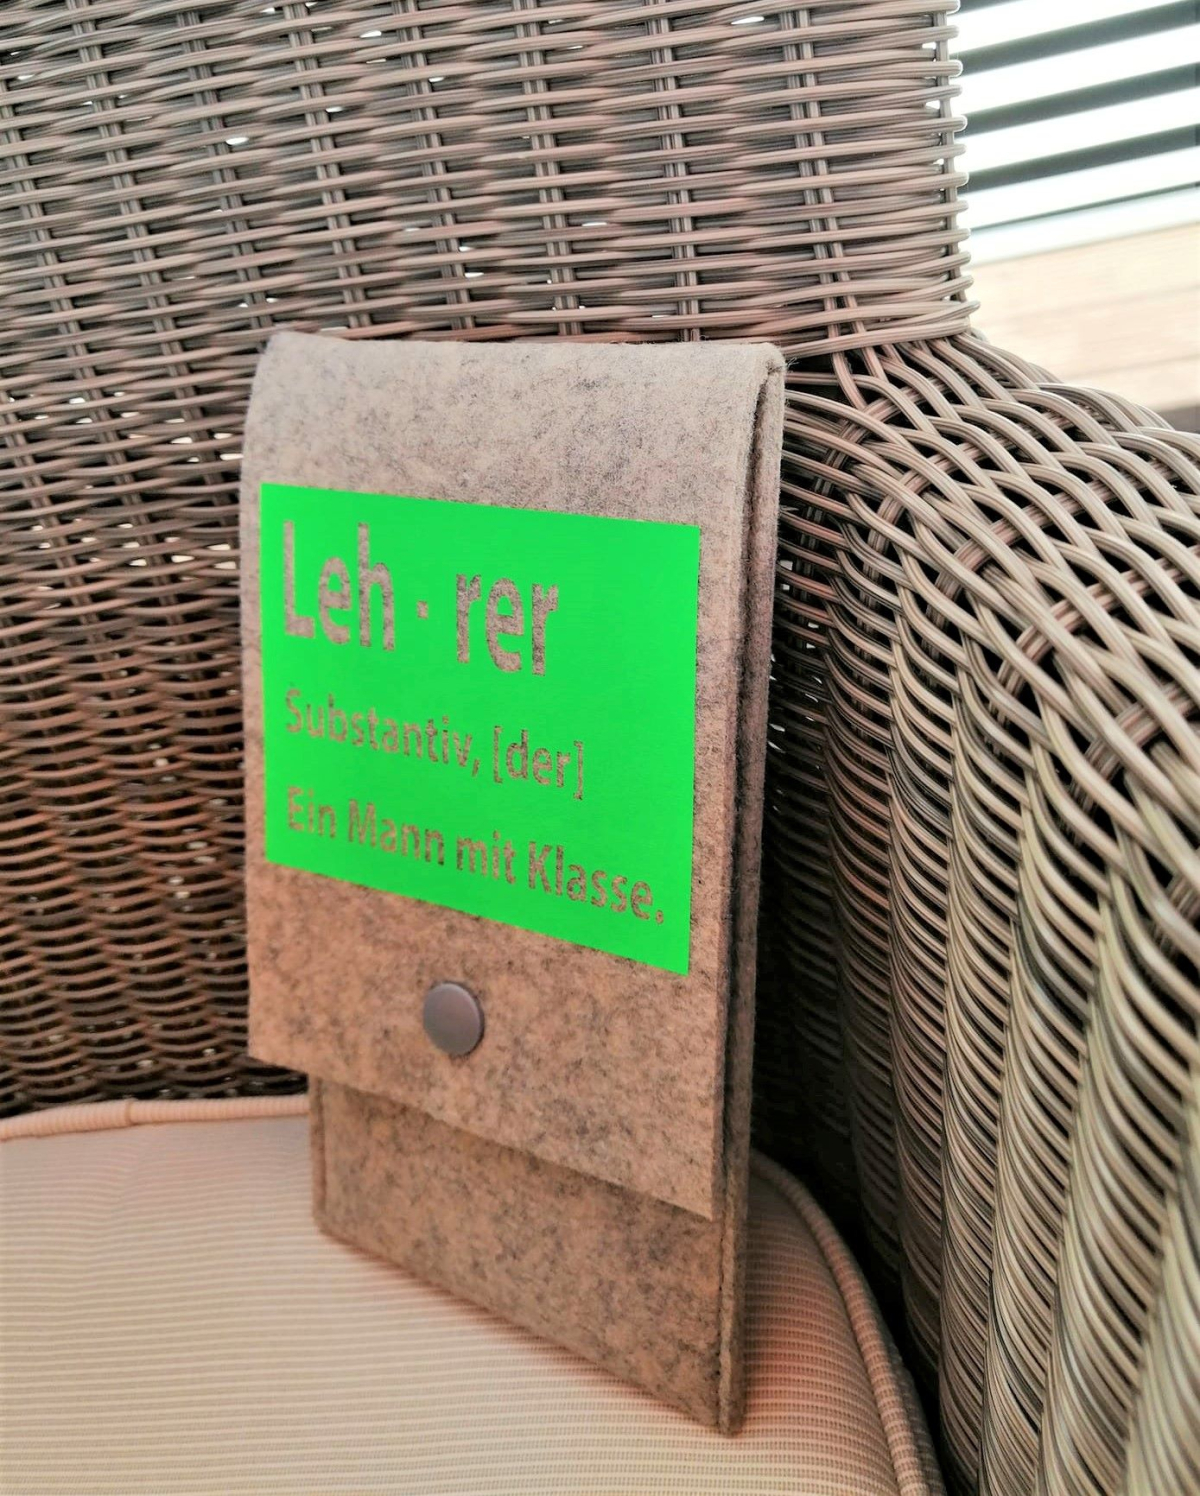 Leh · rer
Substantiv, [der]
Ein Mann mit Klasse.